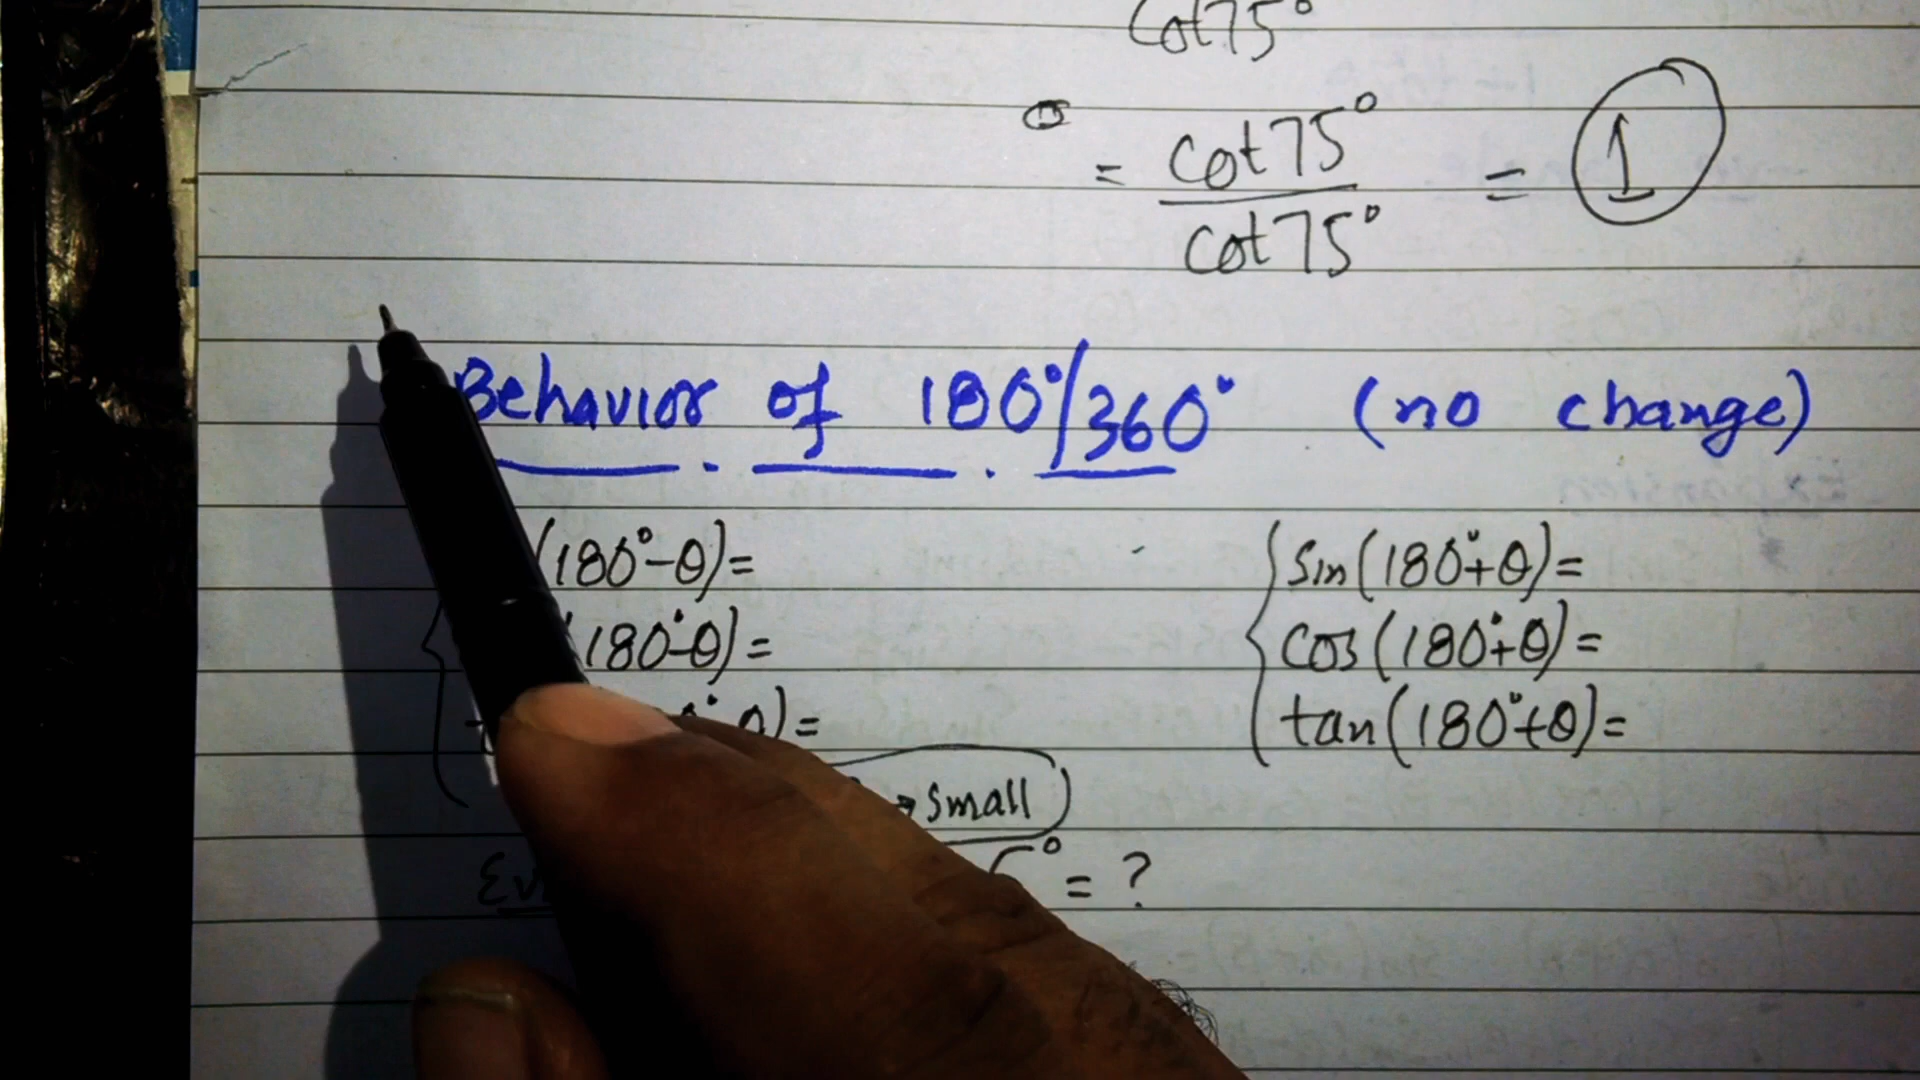 cot75°
= cot75° / cot75° = 1
Behavior of 180°/360° (no change)
(180°-θ)=
180°-θ)=
θ)=
sin(180°+θ)=
cos(180°+θ)=
tan(180°+θ)=
→ small
= ?